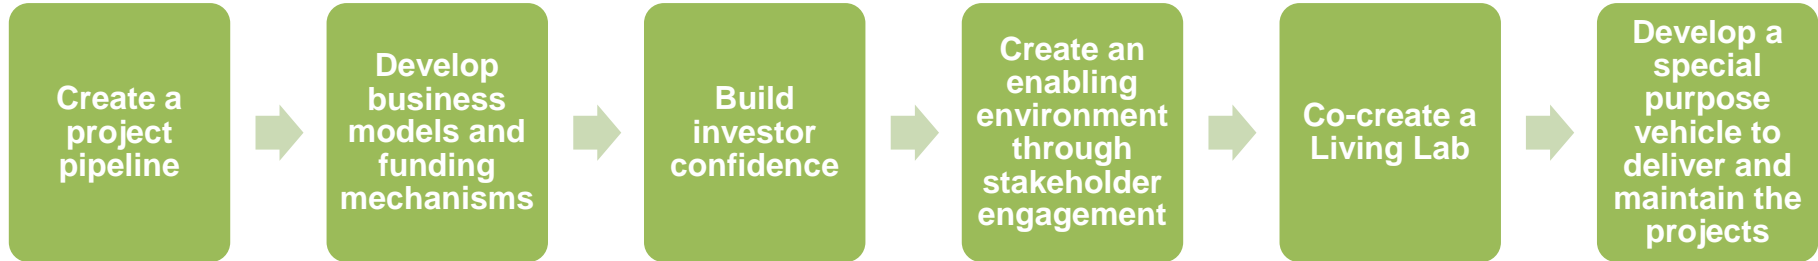 Create a
project
pipeline
Develop
business
models and
funding
mechanisms
Build
investor
confidence
Create an
enabling
environment
through
stakeholder
engagement
Co-create a
Living Lab
Develop a
special
purpose
vehicle to
deliver and
maintain the
projects